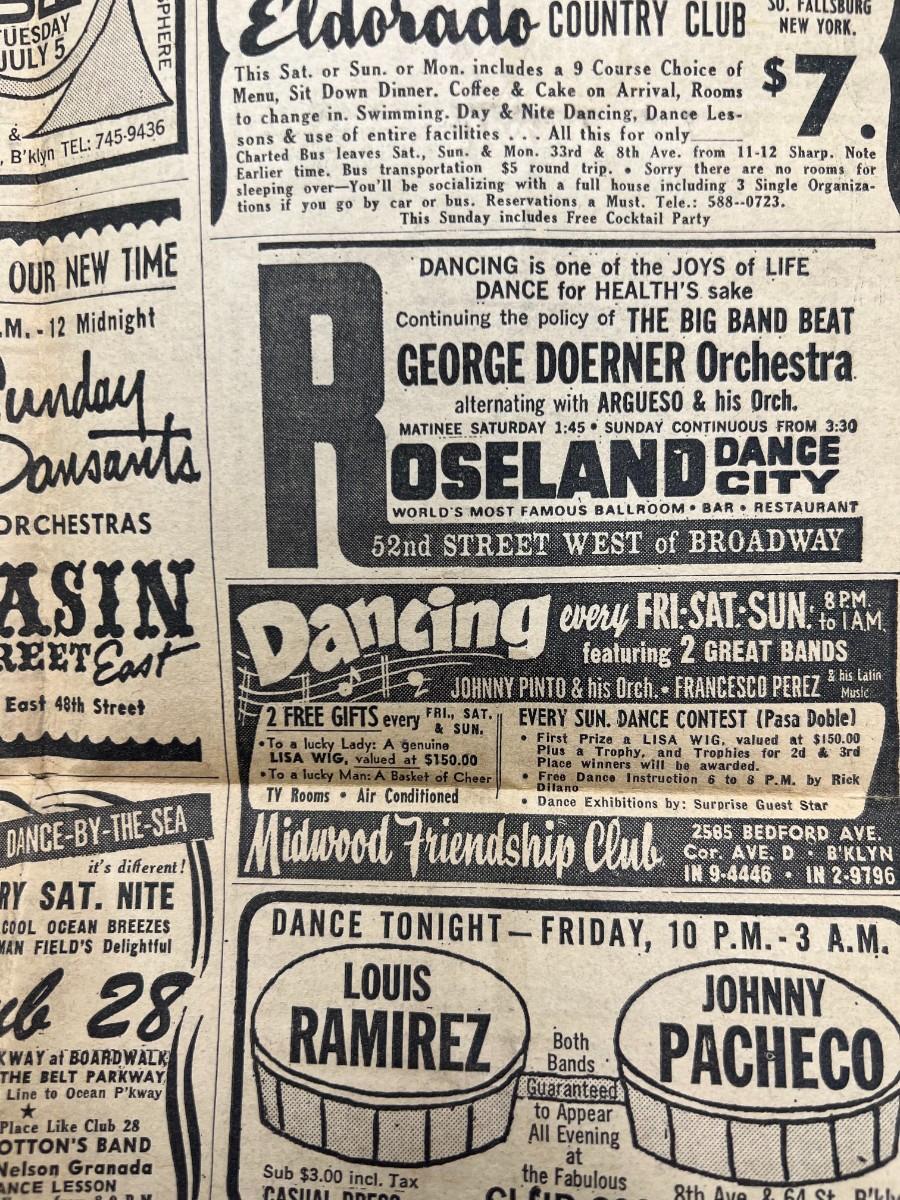 TUESDAY
JULY 5
SPHERE
&
, B'klyn TEL: 745-9436
OUR NEW TIME
.M. - 12 Midnight
Sunday
Dansants
ORCHESTRAS
ASIN
REET East
East 48th Street
DANCE-BY-THE-SEA
it's different!
RY SAT. NITE
COOL OCEAN BREEZES
MAN FIELD'S Delightful
ub 28
KWAY at BOARDWALK
THE BELT PARKWAY
Line to Ocean P'kway
★
Place Like Club 28
OTTON'S BAND
Nelson Granada
ANCE LESSON
Eldorado COUNTRY CLUB
SO. FALLSBURG
NEW YORK.
This Sat. or Sun. or Mon. includes a 9 Course Choice of
Menu, Sit Down Dinner. Coffee & Cake on Arrival, Rooms
to change in. Swimming. Day & Nite Dancing, Dance Les-
sons & use of entire facilities . . . All this for only
$7.
Charted Bus leaves Sat., Sun. & Mon. 33rd & 8th Ave. from 11-12 Sharp. Note
Earlier time. Bus transportation $5 round trip. • Sorry there are no rooms for
sleeping over—You'll be socializing with a full house including 3 Single Organiza-
tions if you go by car or bus. Reservations a Must. Tele.: 588--0723.
This Sunday includes Free Cocktail Party
DANCING is one of the JOYS of LIFE
DANCE for HEALTH'S sake
Continuing the policy of THE BIG BAND BEAT
GEORGE DOERNER Orchestra
alternating with ARGUESO & his Orch.
MATINEE SATURDAY 1:45 • SUNDAY CONTINUOUS FROM 3:30
ROSELAND DANCE CITY
WORLD'S MOST FAMOUS BALLROOM • BAR • RESTAURANT
52nd STREET WEST of BROADWAY
Dancing every FRI·SAT·SUN. 8 P.M. to 1 A.M.
featuring 2 GREAT BANDS
JOHNNY PINTO & his Orch. • FRANCESCO PEREZ & his Latin Music
2 FREE GIFTS every FRI., SAT. & SUN.
• To a lucky Lady: A genuine
LISA WIG, valued at $150.00
• To a lucky Man: A Basket of Cheer
TV Rooms • Air Conditioned
EVERY SUN. DANCE CONTEST (Pasa Doble)
• First Prize a LISA WIG, valued at $150.00
Plus a Trophy, and Trophies for 2d & 3rd
Place winners will be awarded.
• Free Dance Instruction 6 to 8 P.M. by Rick
Dilano
• Dance Exhibitions by: Surprise Guest Star
Midwood Friendship Club
2585 BEDFORD AVE.
Cor. AVE. D • B'KLYN
IN 9-4446 • IN 2-9796
DANCE TONIGHT — FRIDAY, 10 P.M. - 3 A.M.
LOUIS
RAMIREZ
Both
Bands
Guaranteed
to Appear
All Evening
at
the Fabulous
JOHNNY
PACHECO
Sub $3.00 incl. Tax
CASUAL DRESS
8th Ave. & 64 St. B'kly